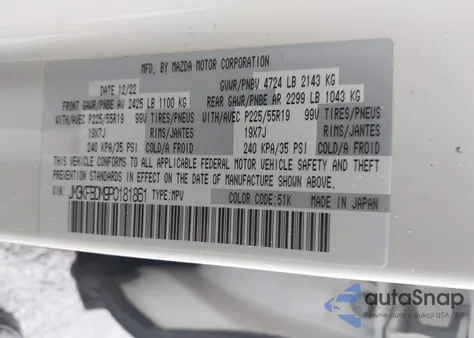 MFD. BY MAZDA MOTOR CORPORATION
DATE 12/22 GVWR/PNBV 4724 LB 2143 KG
FRONT GAWR/PNBE AV 2425 LB 1100 KG REAR GAWR/PNBE AR 2299 LB 1043 KG
WITH/AVEC P225/55R19 99V TIRES/PNEUS WITH/AVEC P225/55R19 99V TIRES/PNEUS
19X7J RIMS/JANTES 19X7J RIMS/JANTES
240 KPA/35 PSI COLD/A FROID 240 KPA/35 PSI COLD/A FROID
THIS VEHICLE CONFORMS TO ALL APPLICABLE FEDERAL MOTOR VEHICLE SAFETY AND
THEFT PREVENTION STANDARDS IN EFFECT ON THE DATE OF MANUFACTURE SHOWN ABOVE.
VIN: JM3KFBDM9P0181861 TYPE:MPV COLOR CODE:51K MADE IN JAPAN
autoSnap
Pewne auta z aukcji USA